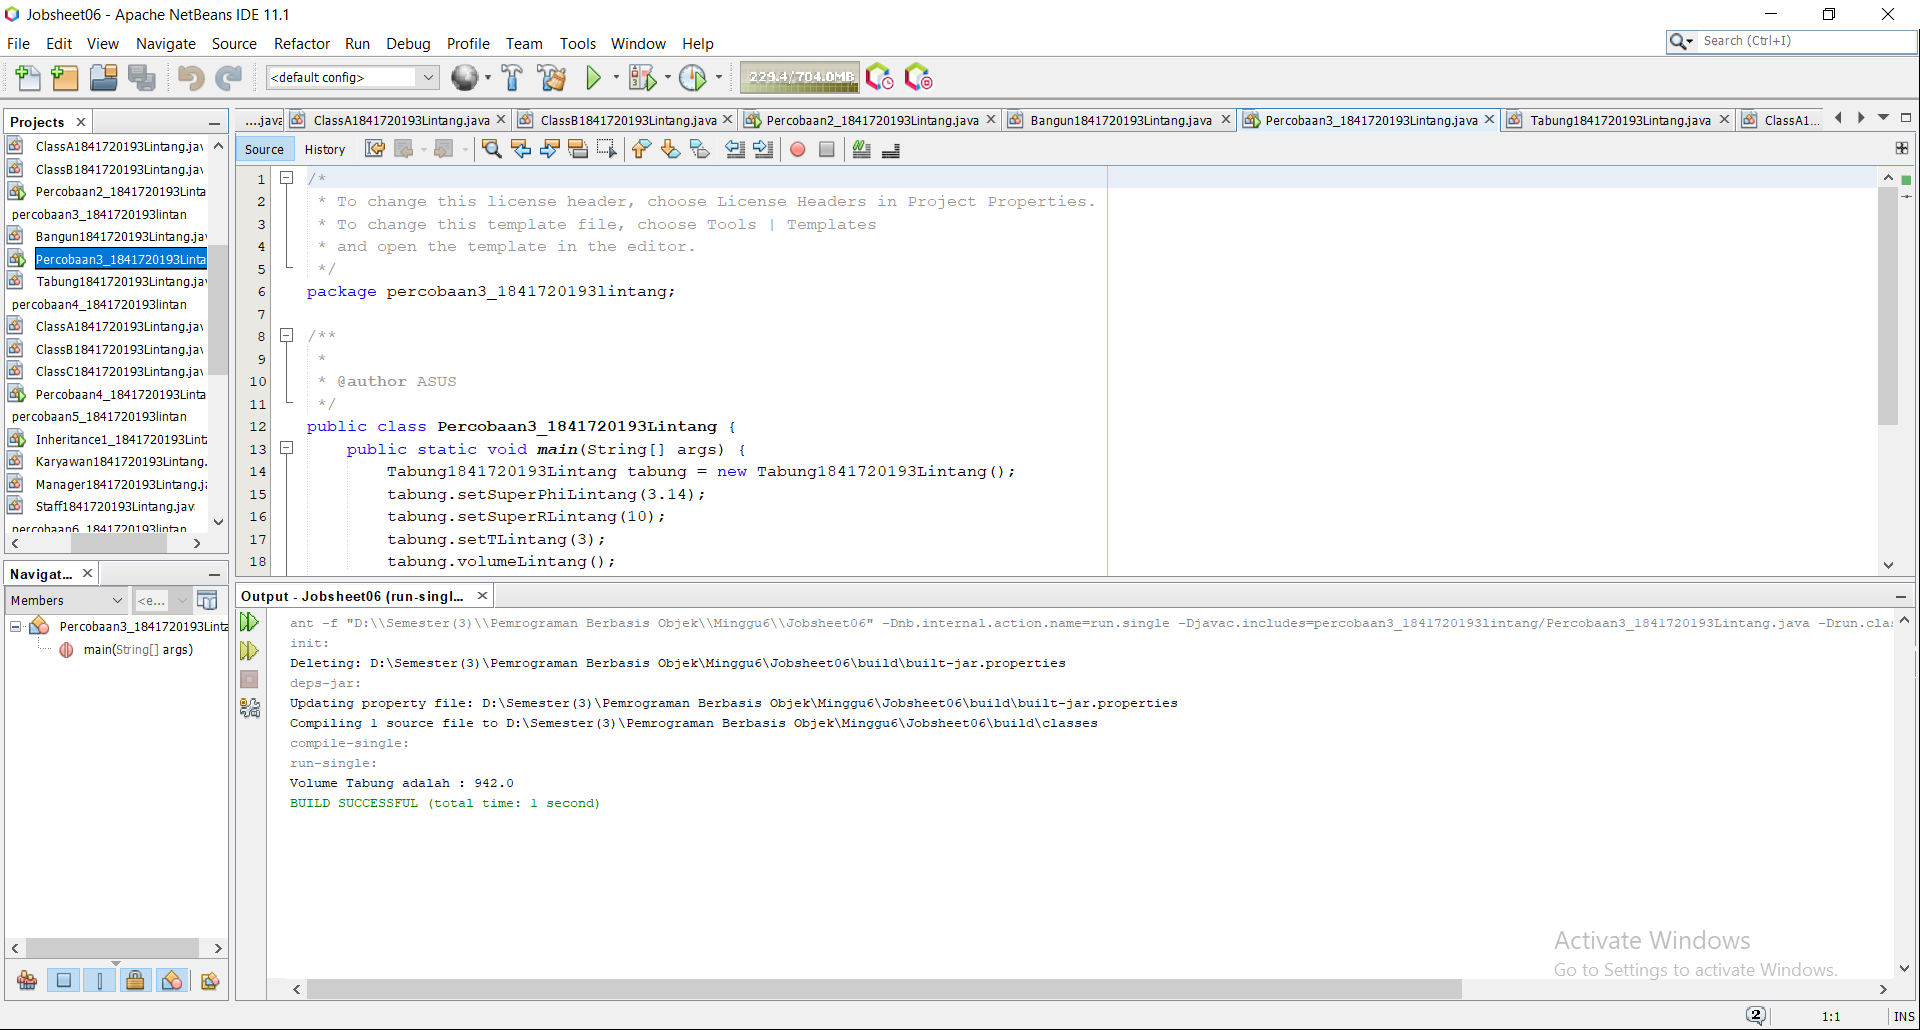 Jobsheet06 - Apache NetBeans IDE 11.1
File Edit View Navigate Source Refactor Run Debug Profile Team Tools Window Help
Search (Ctrl+I)
<default config>
229.4/704.0MB
Projects
ClassA1841720193Lintang.jav
ClassB1841720193Lintang.jav
Percobaan2_1841720193Linta
percobaan3_1841720193lintan
Bangun1841720193Lintang.jav
Percobaan3_1841720193Linta
Tabung1841720193Lintang.jav
percobaan4_1841720193lintan
ClassA1841720193Lintang.jav
ClassB1841720193Lintang.jav
ClassC1841720193Lintang.jav
Percobaan4_1841720193Linta
percobaan5_1841720193lintan
Inheritance1_1841720193Lint
Karyawan1841720193Lintang.
Manager1841720193Lintang.j
Staff1841720193Lintang.jav
percobaan6_1841720193lintan
Navigat...
Members
<e...
Percobaan3_1841720193Linta
main(String[] args)
....java ClassA1841720193Lintang.java ClassB1841720193Lintang.java Percobaan2_1841720193Lintang.java Bangun1841720193Lintang.java Percobaan3_1841720193Lintang.java Tabung1841720193Lintang.java ClassA1...
Source History
1 /*
2 * To change this license header, choose License Headers in Project Properties.
3 * To change this template file, choose Tools | Templates
4 * and open the template in the editor.
5 */
6 package percobaan3_1841720193lintang;
7
8 /**
9 *
10 * @author ASUS
11 */
12 public class Percobaan3_1841720193Lintang {
13 public static void main(String[] args) {
14 Tabung1841720193Lintang tabung = new Tabung1841720193Lintang();
15 tabung.setSuperPhiLintang(3.14);
16 tabung.setSuperRLintang(10);
17 tabung.setTLintang(3);
18 tabung.volumeLintang();
Output - Jobsheet06 (run-singl...
ant -f "D:\\Semester(3)\\Pemrograman Berbasis Objek\\Minggu6\\Jobsheet06" -Dnb.internal.action.name=run.single -Djavac.includes=percobaan3_1841720193lintang/Percobaan3_1841720193Lintang.java -Drun.cla
init:
Deleting: D:\Semester(3)\Pemrograman Berbasis Objek\Minggu6\Jobsheet06\build\built-jar.properties
deps-jar:
Updating property file: D:\Semester(3)\Pemrograman Berbasis Objek\Minggu6\Jobsheet06\build\built-jar.properties
Compiling 1 source file to D:\Semester(3)\Pemrograman Berbasis Objek\Minggu6\Jobsheet06\build\classes
compile-single:
run-single:
Volume Tabung adalah : 942.0
BUILD SUCCESSFUL (total time: 1 second)
Activate Windows
Go to Settings to activate Windows.
2
1:1
INS